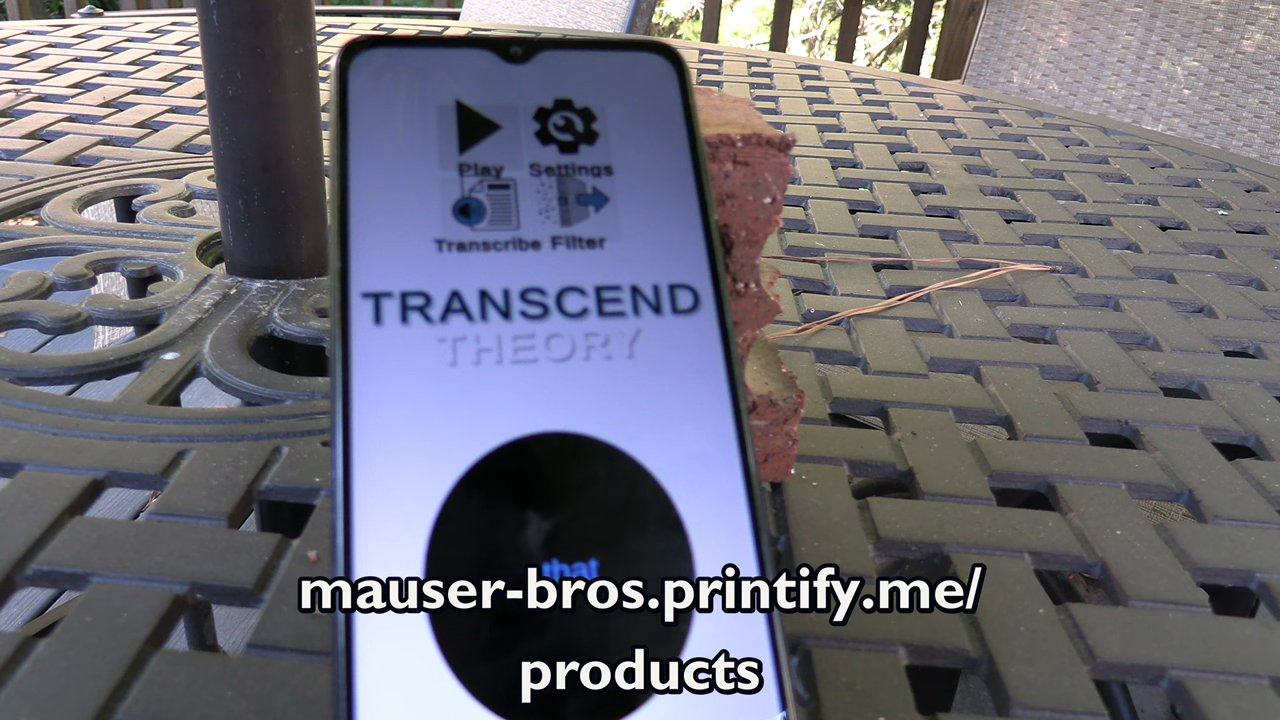 Play Settings
Transcribe Filter
TRANSCEND
THEORY
that
mauser-bros.printify.me/
products